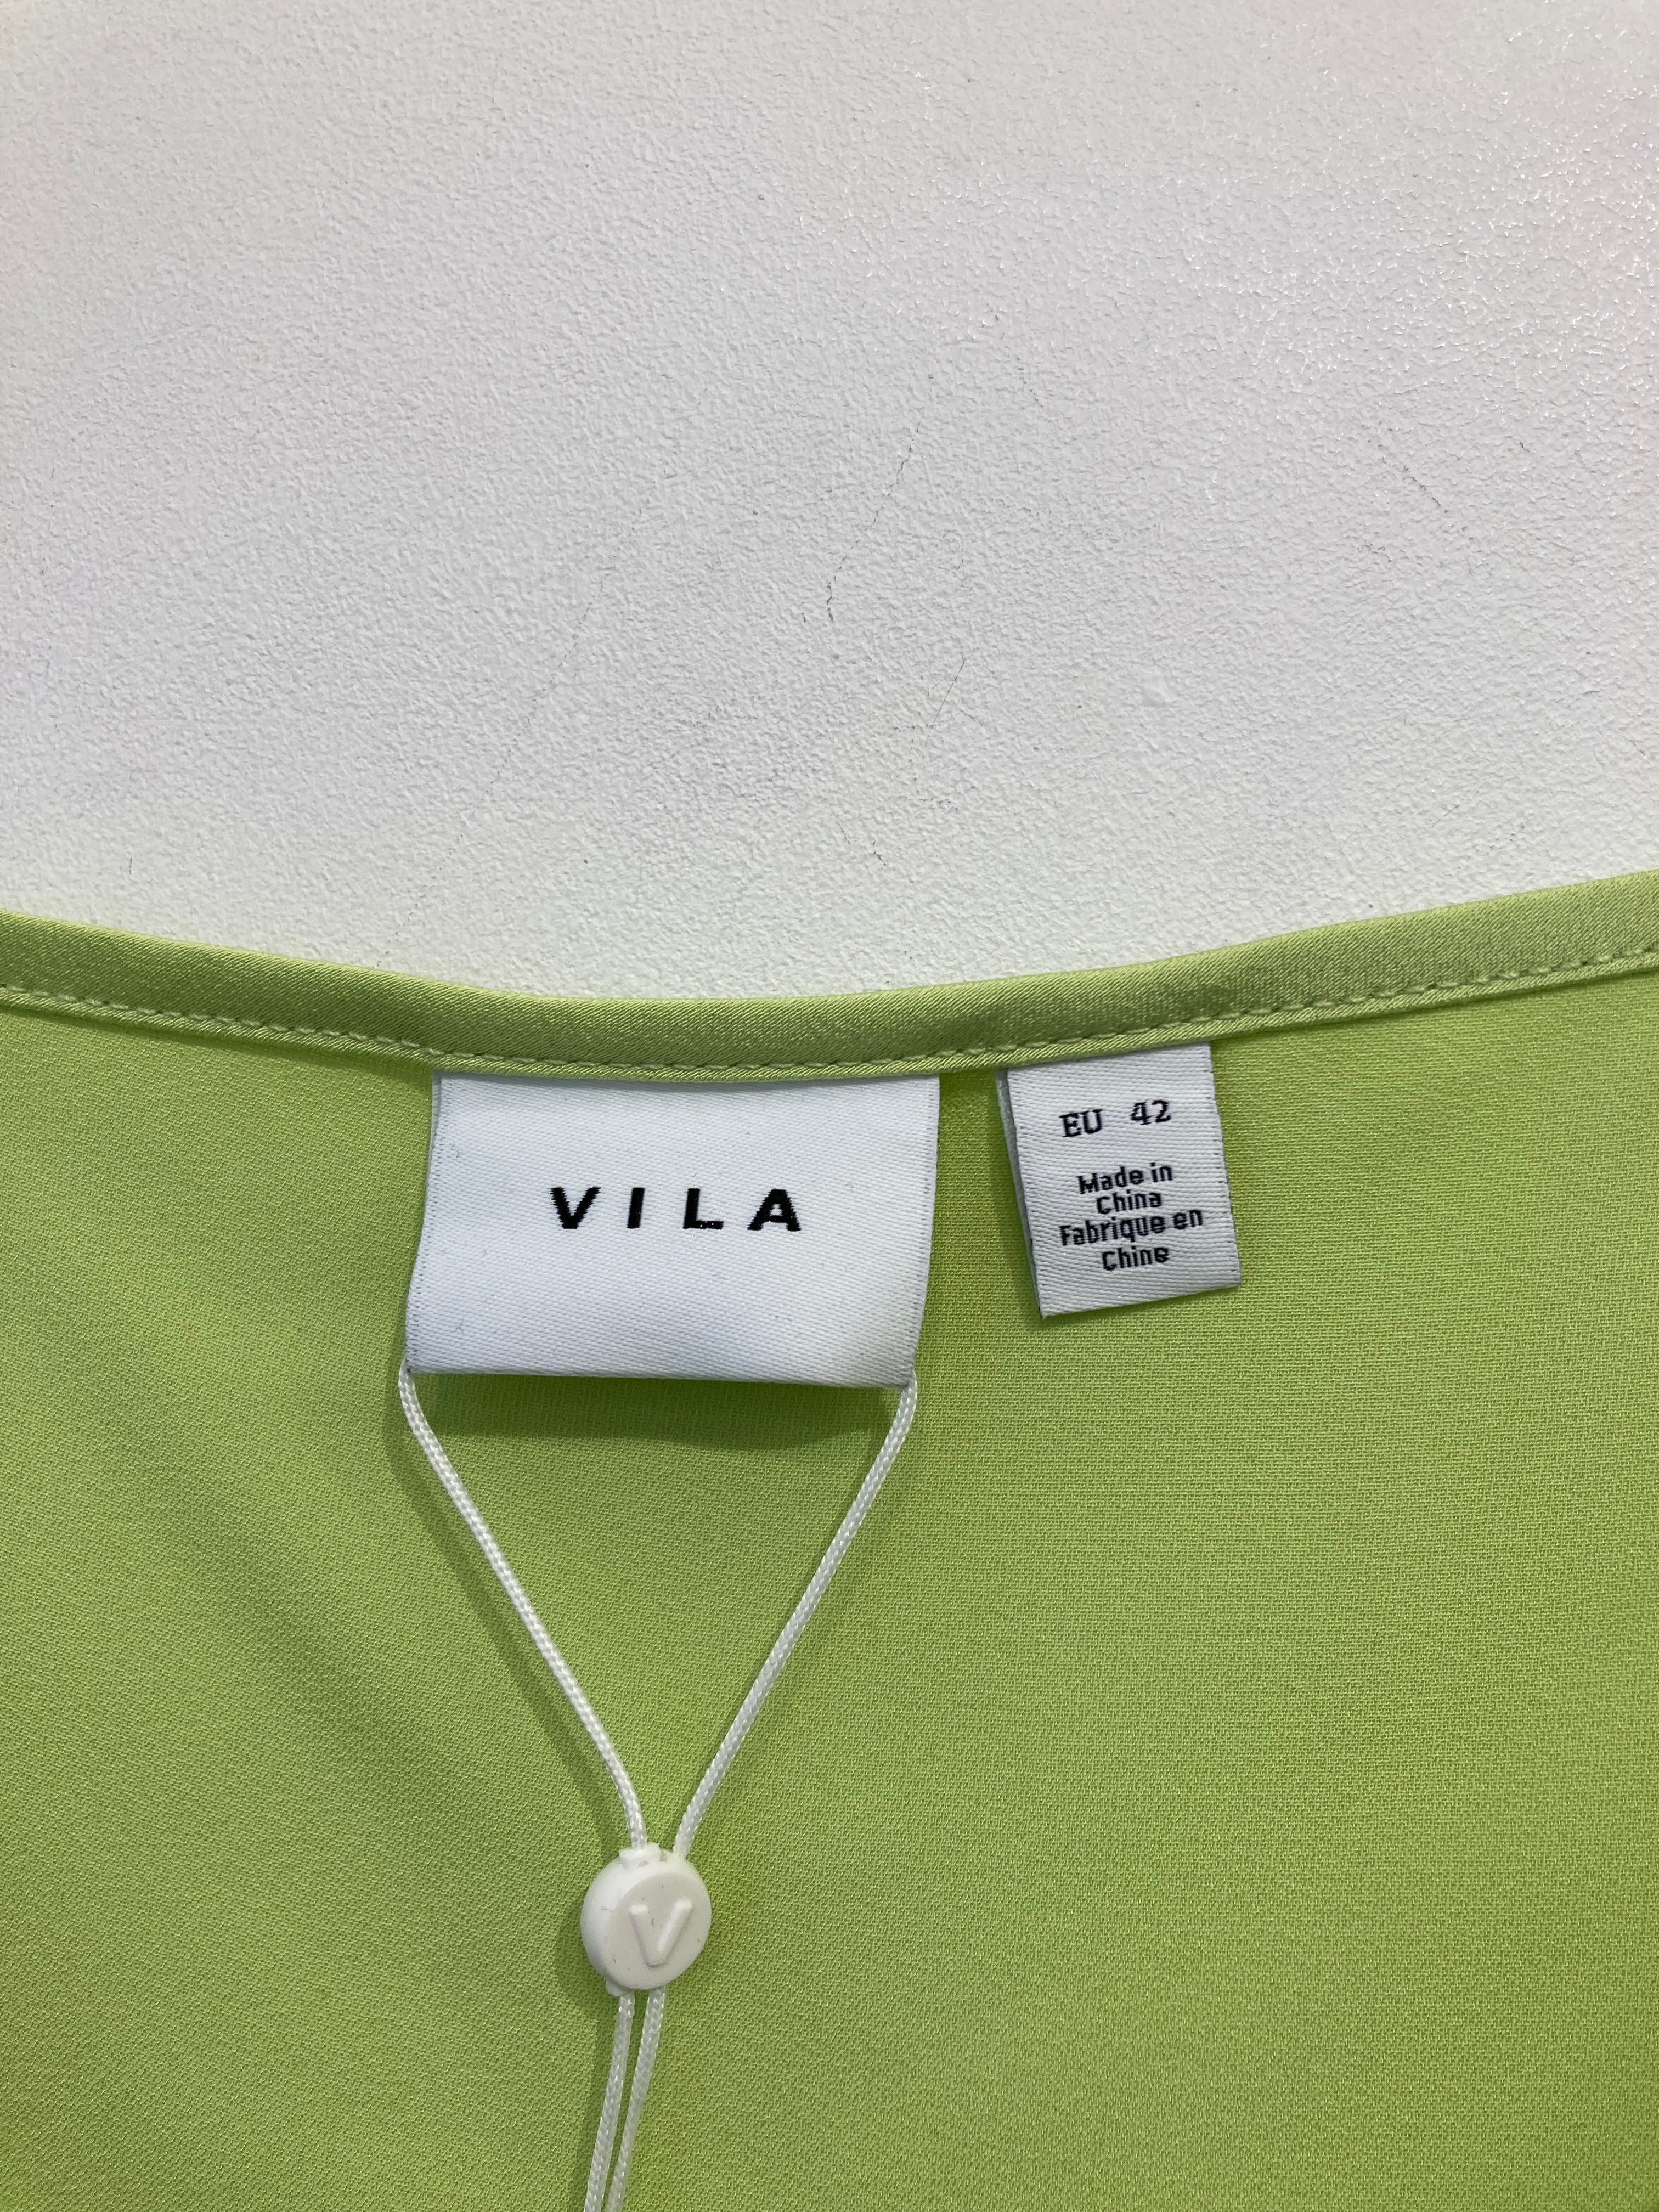 VILA
EU 42
Made in
China
Fabrique en
Chine
V